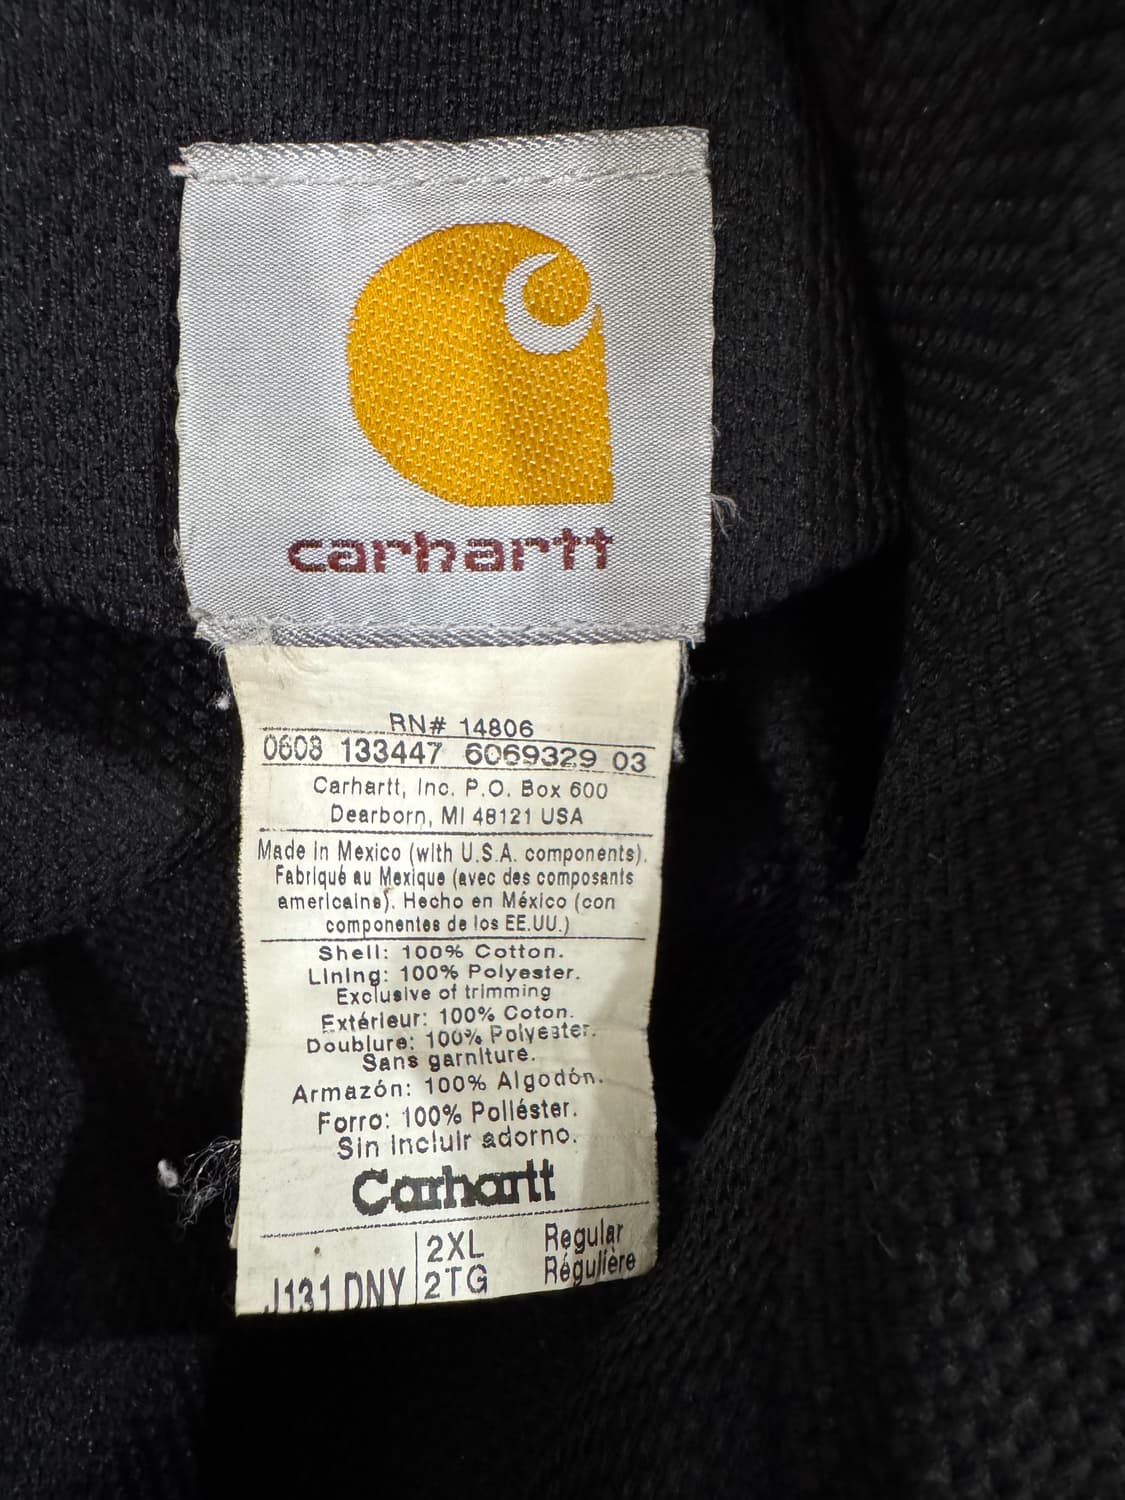 carhartt
RN# 14806
0608 133447 6069329 03
Carhartt, Inc. P.O. Box 600
Dearborn, MI 48121 USA
Made in Mexico (with U.S.A. components).
Fabriqué au Mexique (avec des composants
americains). Hecho en México (con
componentes de los EE.UU.)
Shell: 100% Cotton.
Lining: 100% Polyester.
Exclusive of trimming
Extérieur: 100% Coton.
Doublure: 100% Polyester.
Sans garniture.
Armazón: 100% Algodón.
Forro: 100% Poliéster.
Sin incluir adorno.
Carhartt
J131 DNY 2XL Regular
2TG Régulière